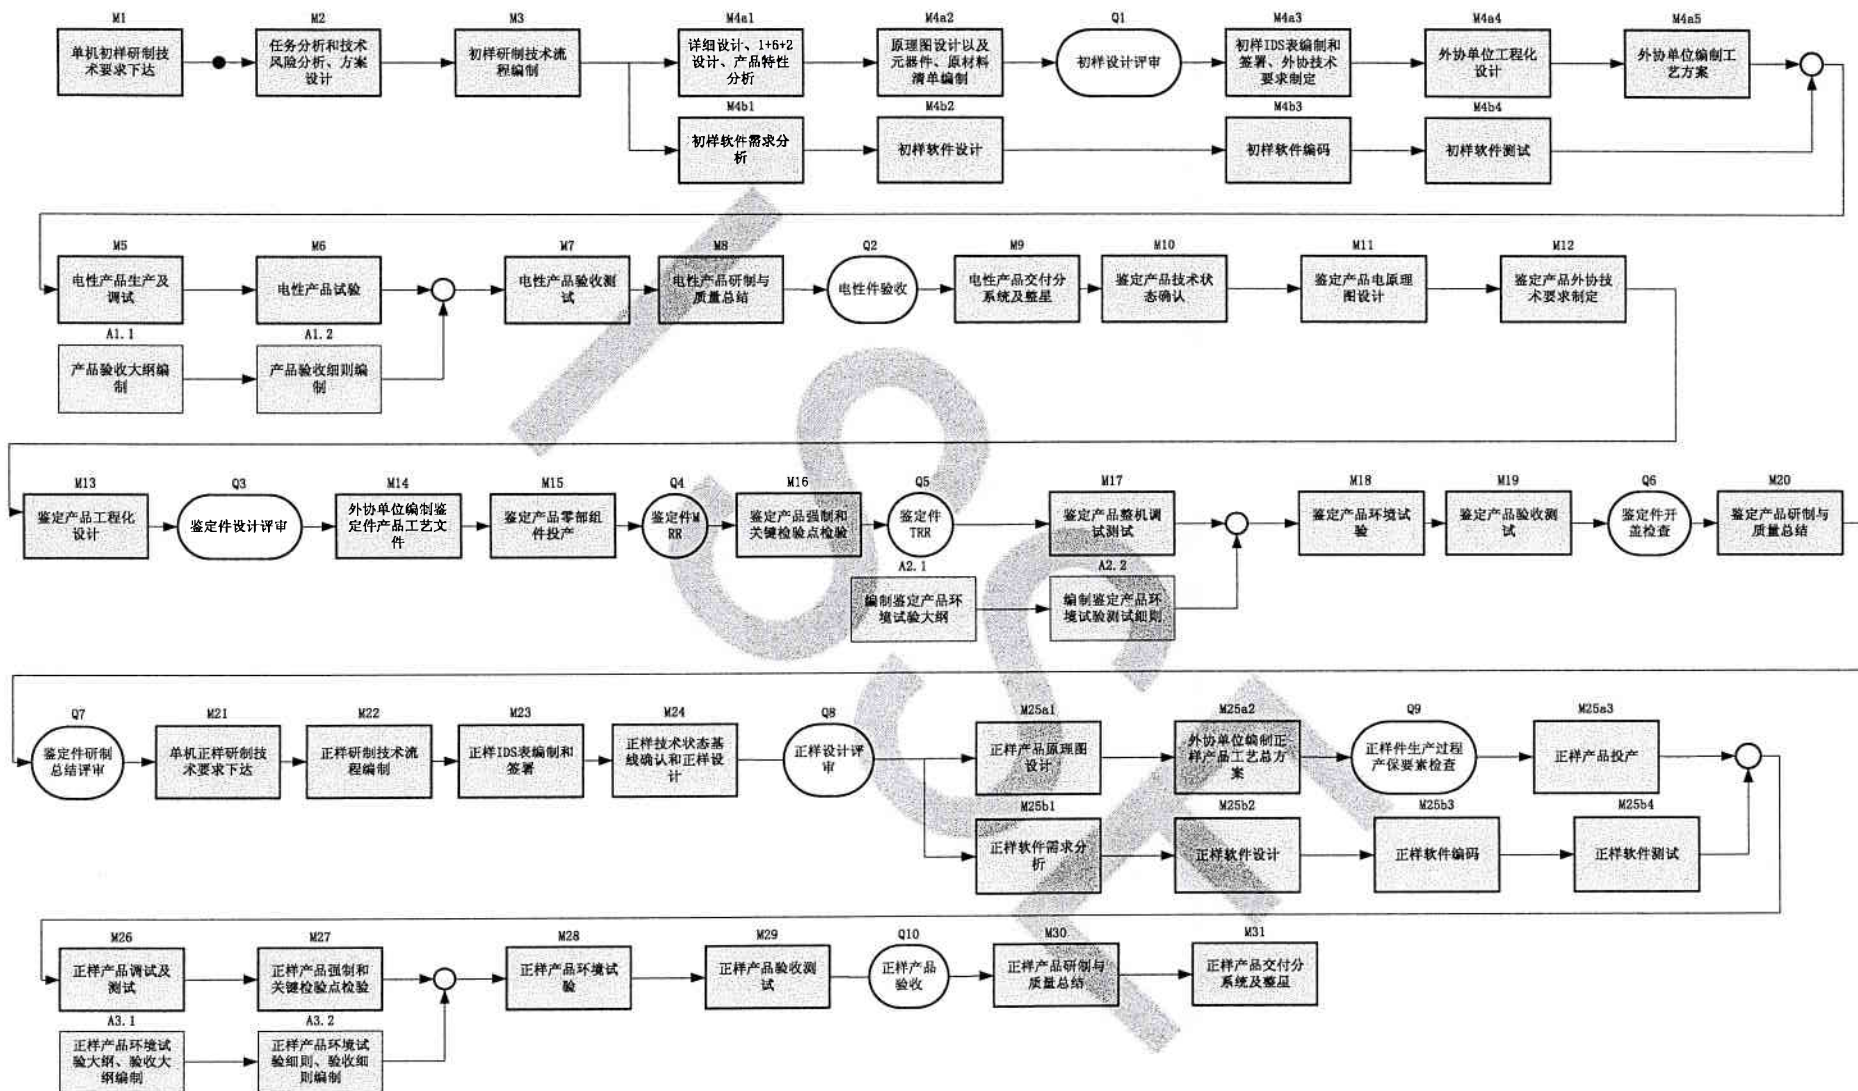 M1
单机初样研制技
术要求下达
M2
任务分析和技术
风险分析、方案
设计
M3
初样研制技术流
程编制
M4a1
详细设计、1+6+2
设计、产品特性
分析
M4a2
原理图设计以及
元器件、原材料
清单编制
Q1
初样设计评审
M4a3
初样IDS表编制和
签署、外协技术
要求制定
M4a4
外协单位工程化
设计
M4a5
外协单位编制工
艺方案
M4b1
初样软件需求分
析
M4b2
初样软件设计
M4b3
初样软件编码
M4b4
初样软件测试
M5
电性产品生产及
调试
M6
电性产品试验
M7
电性产品验收测
试
M8
电性产品研制与
质量总结
Q2
电性件验收
M9
电性产品交付分
系统及整星
M10
鉴定产品技术状
态确认
M11
鉴定产品电原理
图设计
M12
鉴定产品外协技
术要求制定
A1.1
产品验收大纲编
制
A1.2
产品验收细则编
制
M13
鉴定产品工程化
设计
Q3
鉴定件设计评审
M14
外协单位编制鉴
定件产品工艺文
件
M15
鉴定产品零部组
件投产
Q4
鉴定件M
RR
M16
鉴定产品强制和
关键检验点检验
Q5
鉴定件
TRR
M17
鉴定产品整机调
试测试
M18
鉴定产品环境试
验
M19
鉴定产品验收测
试
Q6
鉴定件开
盖检查
M20
鉴定产品研制与
质量总结
A2.1
编制鉴定产品环
境试验大纲
A2.2
编制鉴定产品环
境试验测试细则
Q7
鉴定件研制
总结评审
M21
单机正样研制技
术要求下达
M22
正样研制技术流
程编制
M23
正样IDS表编制和
签署
M24
正样技术状态基
线确认和正样设
计
Q8
正样设计评
审
M25a1
正样产品原理图
设计
M25a2
外协单位编制正
样产品工艺总方
案
Q9
正样件生产过程
产保要素检查
M25a3
正样产品投产
M25b1
正样软件需求分
析
M25b2
正样软件设计
M25b3
正样软件编码
M25b4
正样软件测试
M26
正样产品调试及
测试
M27
正样产品强制和
关键检验点检验
M28
正样产品环境试
验
M29
正样产品验收测
试
Q10
正样产品
验收
M30
正样产品研制与
质量总结
M31
正样产品交付分
系统及整星
A3.1
正样产品环境试
验大纲、验收大
纲编制
A3.2
正样产品环境试
验细则、验收细
则编制